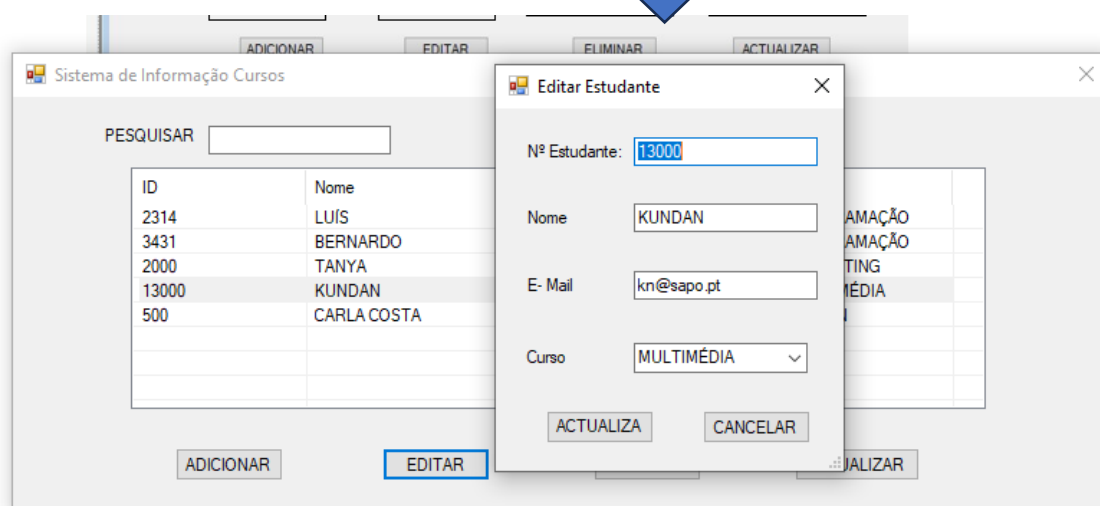 ADICIONAR EDITAR ELIMINAR ACTUALIZAR
Sistema de Informação Cursos
PESQUISAR
ID Nome
2314 LUÍS AMAÇÃO
3431 BERNARDO AMAÇÃO
2000 TANYA TING
13000 KUNDAN MÉDIA
500 CARLA COSTA
ADICIONAR EDITAR UALIZAR
Editar Estudante
Nº Estudante: 13000
Nome KUNDAN
E- Mail kn@sapo.pt
Curso MULTIMÉDIA
ACTUALIZA CANCELAR